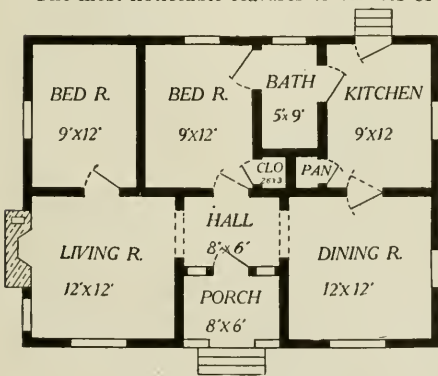 BED R.
9'X12'
BED R.
9'X12'
BATH
5'X9'
KITCHEN
9'X12
CLO
PAN
LIVING R.
12'X12'
HALL
8'X6'
DINING R.
12'X12'
PORCH
8'X6'